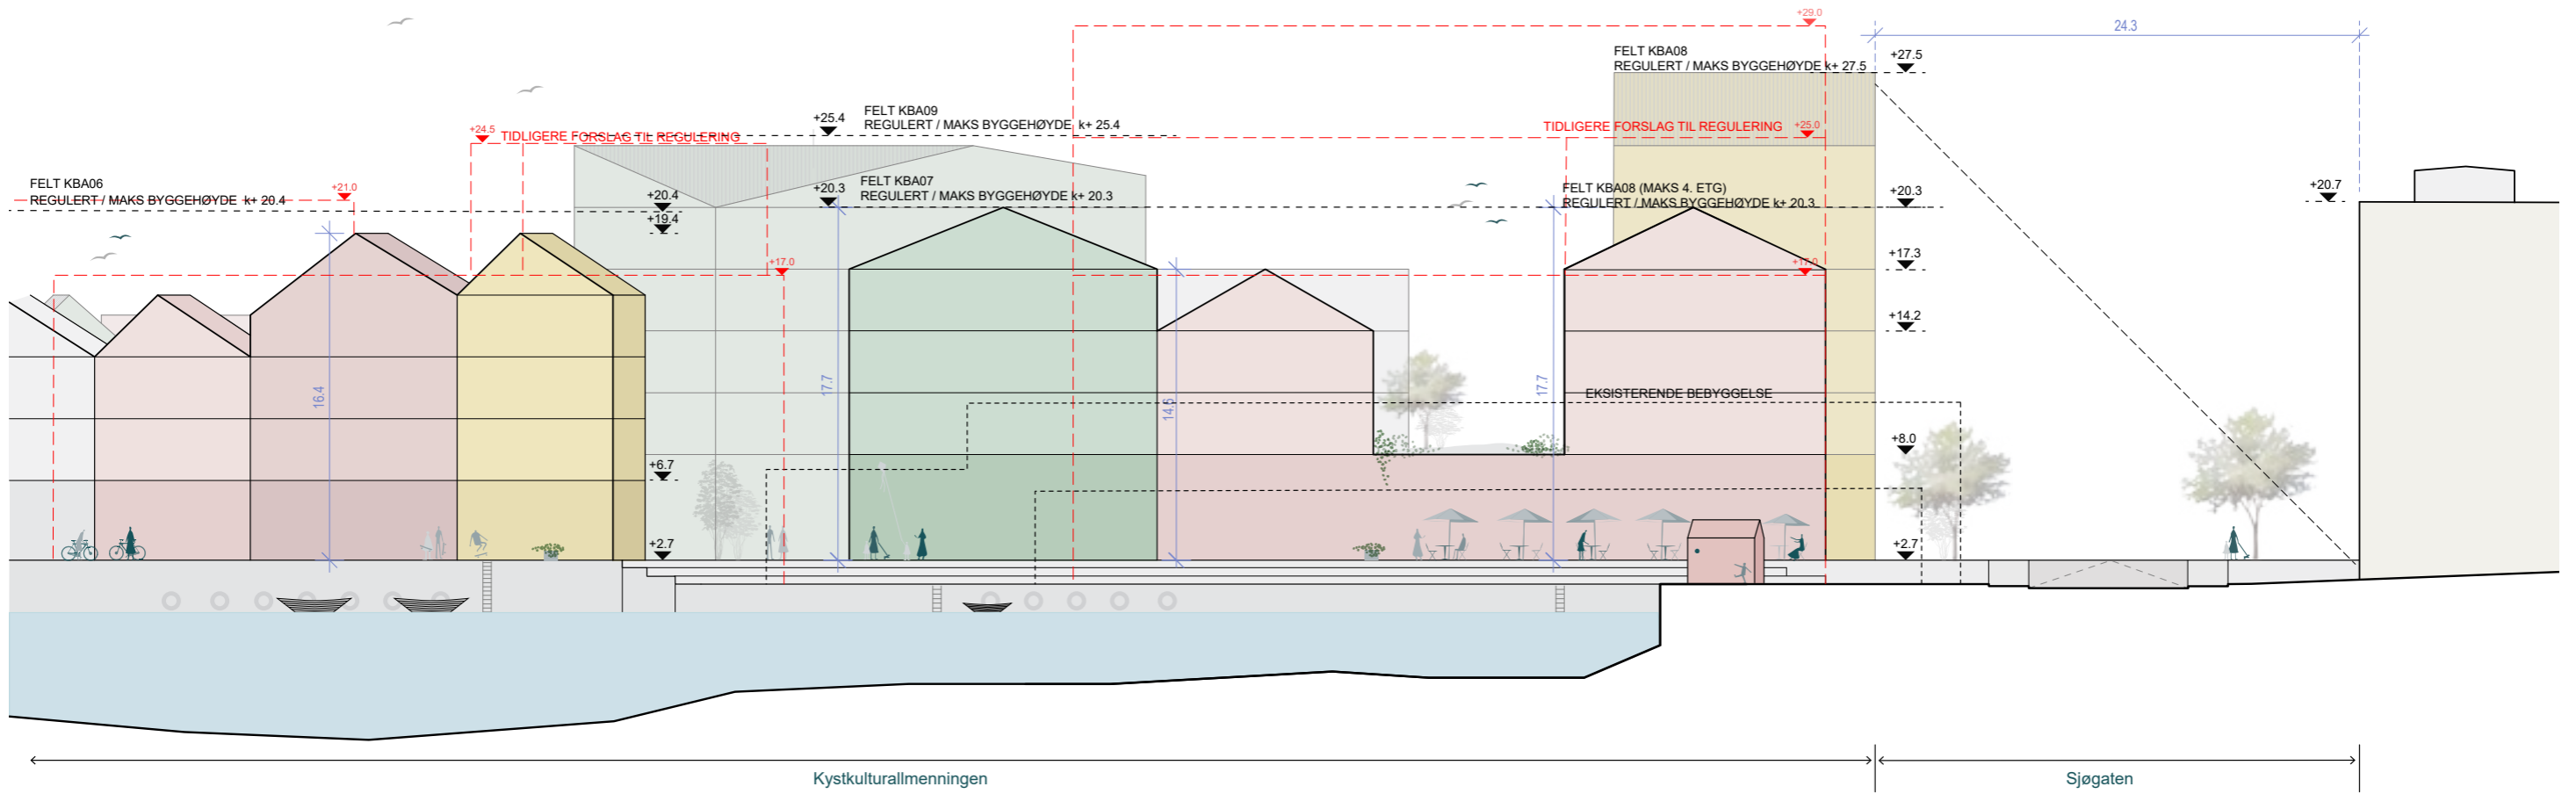 +29.0
24.3
FELT KBA08
REGULERT / MAKS BYGGEHØYDE k+ 27.5
+27.5
FELT KBA09
REGULERT / MAKS BYGGEHØYDE k+ 25.4
+25.4
+24.5
TIDLIGERE FORSLAG TIL REGULERING
TIDLIGERE FORSLAG TIL REGULERING
+25.0
FELT KBA06
REGULERT / MAKS BYGGEHØYDE k+ 20.4
+21.0
+20.4
+19.4
+20.3
FELT KBA07
REGULERT / MAKS BYGGEHØYDE k+ 20.3
FELT KBA08 (MAKS 4. ETG)
REGULERT / MAKS BYGGEHØYDE k+ 20.3
+20.3
+20.7
+17.0
+17.0
+17.3
+14.2
16.4
17.7
14.6
17.7
EKSISTERENDE BEBYGGELSE
+8.0
+6.7
+2.7
+2.7
Kystkulturallmenningen
Sjøgaten